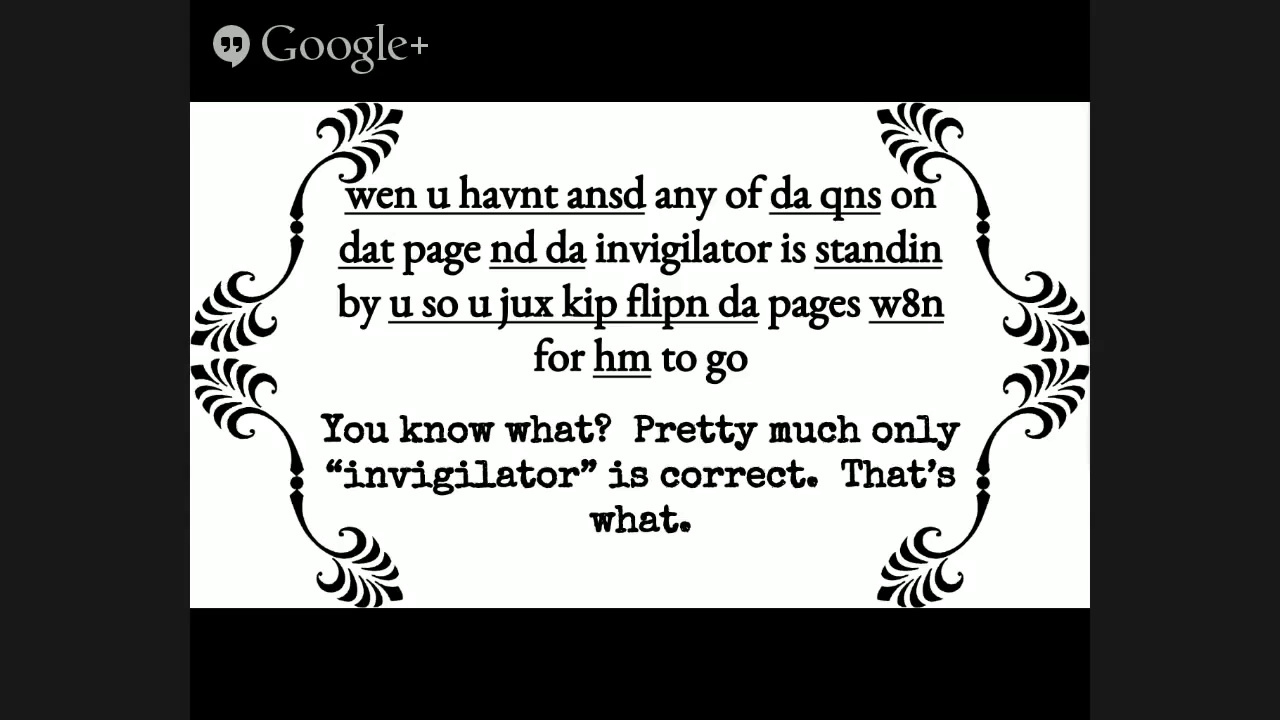 Google+
wen u havnt ansd any of da qns on
dat page nd da invigilator is standin
by u so u jux kip flipn da pages w8n
for hm to go
You know what?  Pretty much only
“invigilator” is correct.  That’s
what.